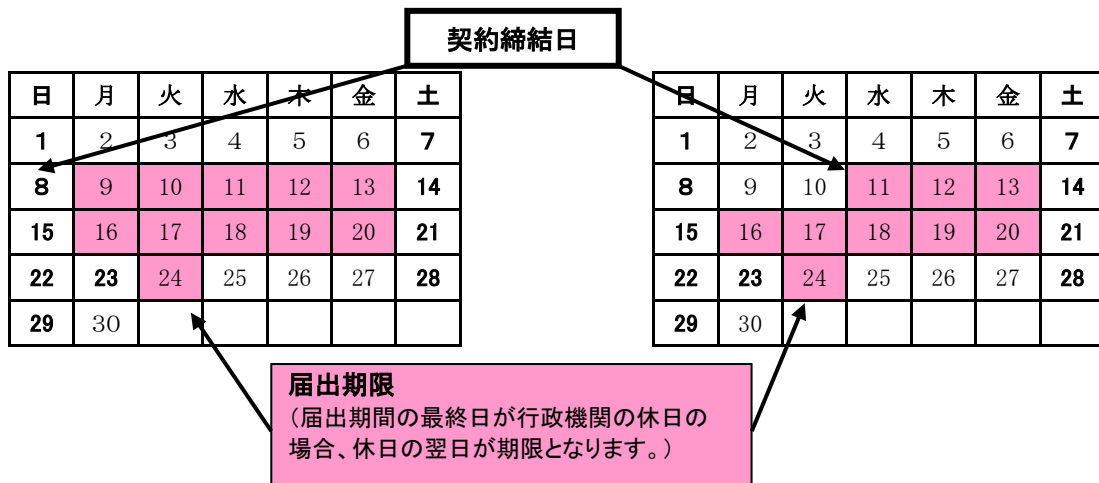 契約締結日
日 月 火 水 木 金 土
1 2 3 4 5 6 7
8 9 10 11 12 13 14
15 16 17 18 19 20 21
22 23 24 25 26 27 28
29 30
日 月 火 水 木 金 土
1 2 3 4 5 6 7
8 9 10 11 12 13 14
15 16 17 18 19 20 21
22 23 24 25 26 27 28
29 30
届出期限
（届出期間の最終日が行政機関の休日の
場合、休日の翌日が期限となります。）